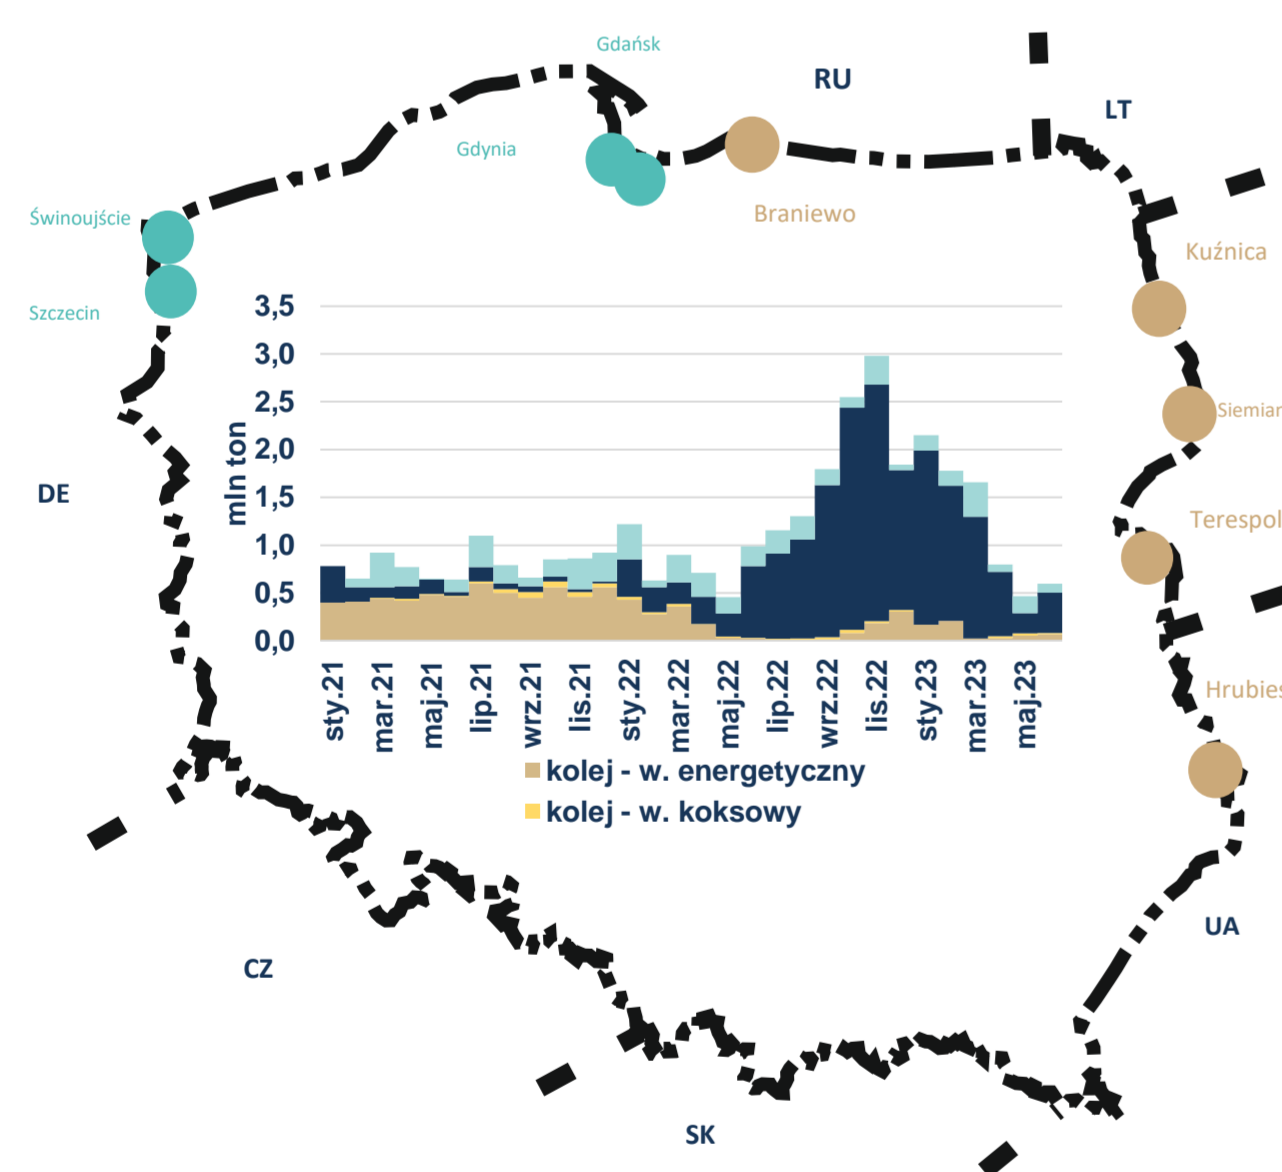 Gdańsk
RU
LT
Gdynia
Braniewo
Świnoujście
Kuźnica
Szczecin
3,5
3,0
2,5
2,0
1,5
1,0
0,5
0,0
mln ton
DE
Siemian
Terespol
Hrubies
sty.21
mar.21
maj.21
lip.21
wrz.21
lis.21
sty.22
mar.22
maj.22
lip.22
wrz.22
lis.22
sty.23
mar.23
maj.23
kolej - w. energetyczny
kolej - w. koksowy
UA
CZ
SK